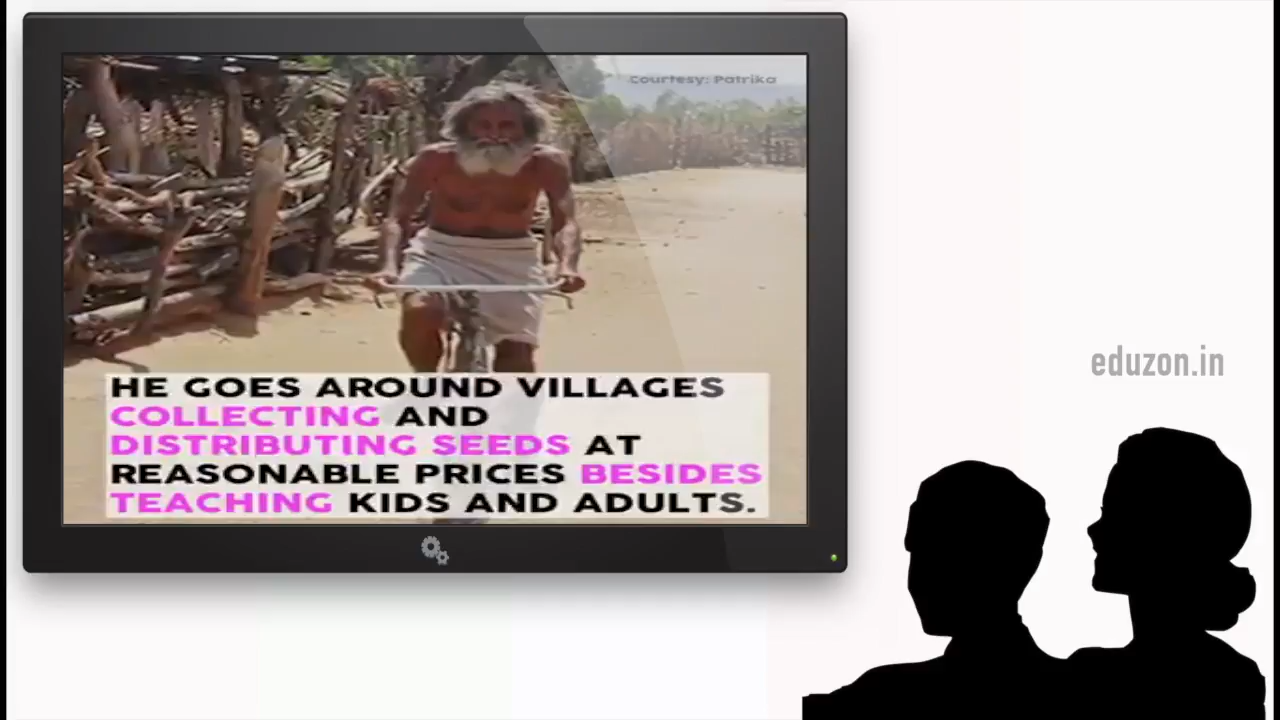 Courtesy: Patrika
HE GOES AROUND VILLAGES
COLLECTING AND
DISTRIBUTING SEEDS AT
REASONABLE PRICES BESIDES
TEACHING KIDS AND ADULTS.
eduzon.in